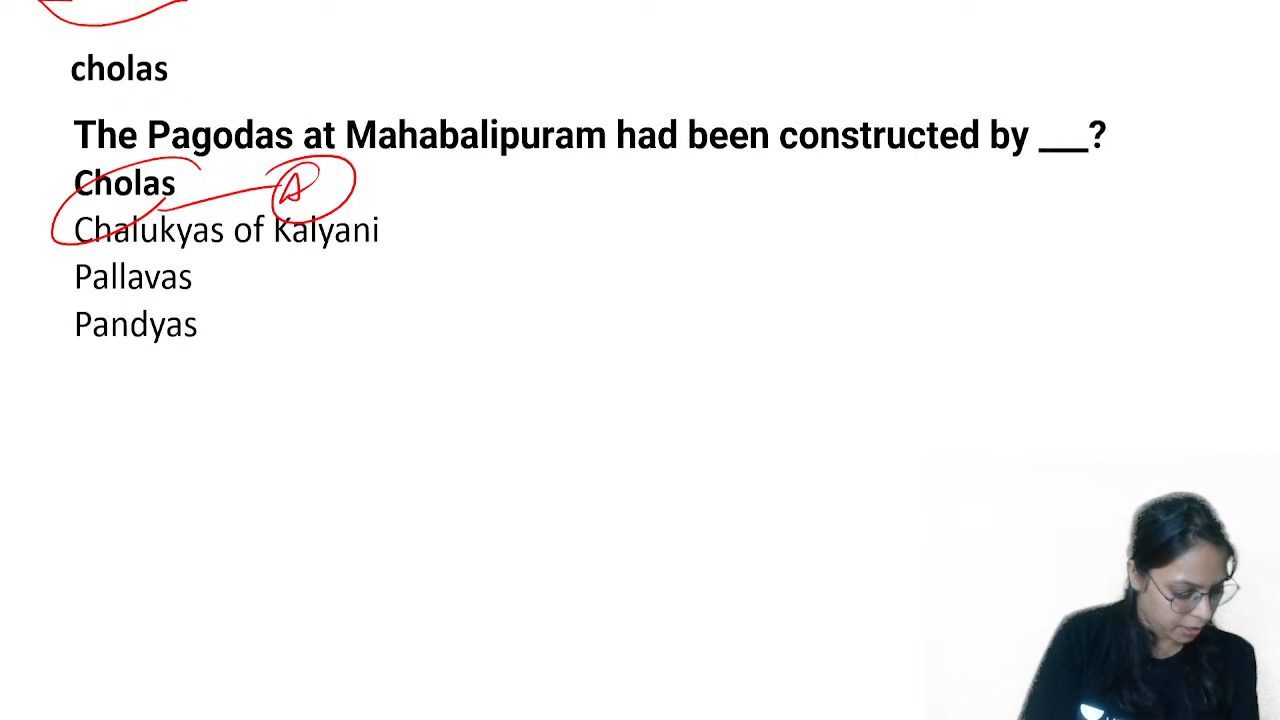 cholas
The Pagodas at Mahabalipuram had been constructed by ___?
Cholas
A
Chalukyas of Kalyani
Pallavas
Pandyas